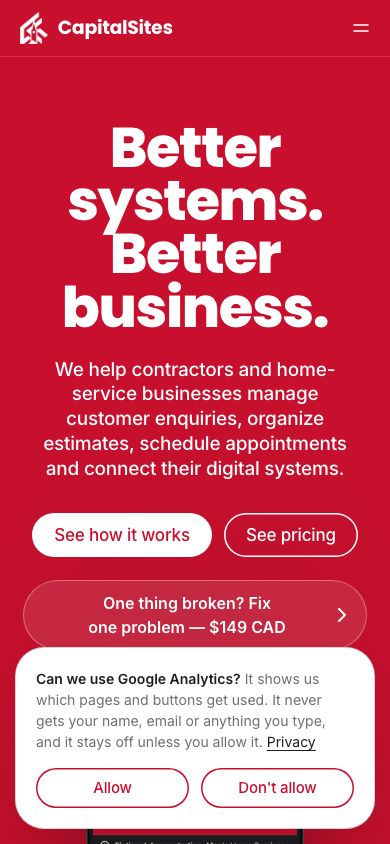 CapitalSites
Better
systems.
Better
business.
We help contractors and home-
service businesses manage
customer enquiries, organize
estimates, schedule appointments
and connect their digital systems.
See how it works
See pricing
One thing broken? Fix
one problem — $149 CAD
Can we use Google Analytics? It shows us
which pages and buttons get used. It never
gets your name, email or anything you type,
and it stays off unless you allow it. Privacy
Allow
Don't allow